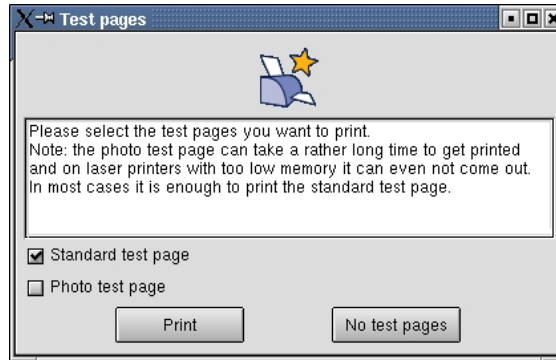 Test pages
Please select the test pages you want to print.
Note: the photo test page can take a rather long time to get printed
and on laser printers with too low memory it can even not come out.
In most cases it is enough to print the standard test page.
Standard test page
Photo test page
Print
No test pages